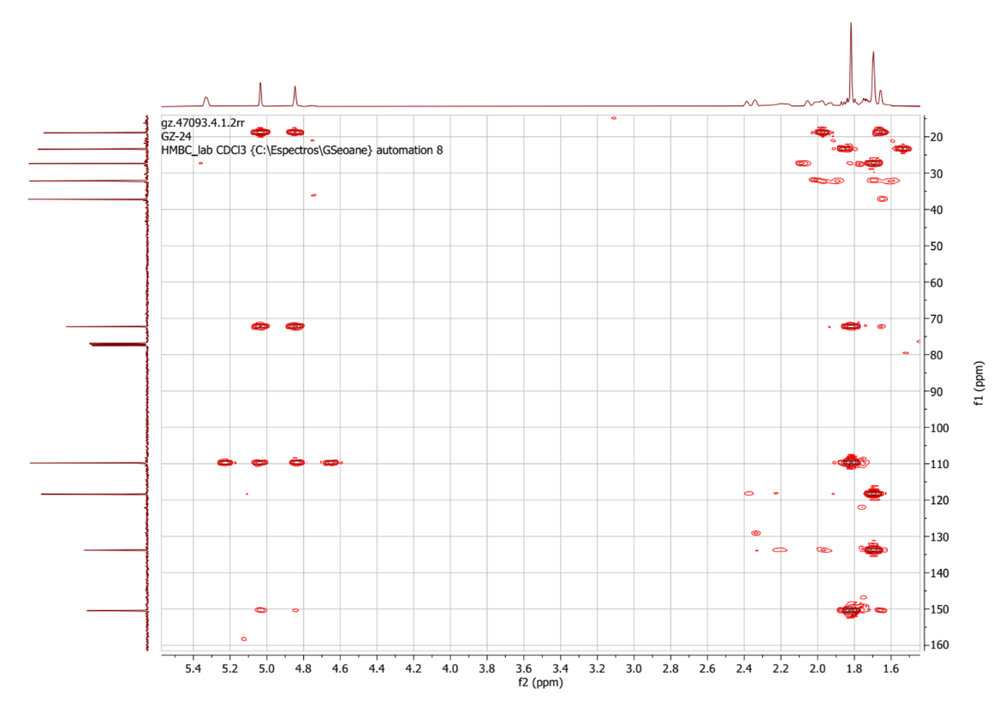 gz.47093.4.1.2rr
GZ-24
HMBC_lab CDCl3 {C:\Espectros\GSeoane} automation 8
20
30
40
50
60
70
80
90
100
110
120
130
140
150
160
f1 (ppm)
5.4 5.2 5.0 4.8 4.6 4.4 4.2 4.0 3.8 3.6 3.4 3.2 3.0 2.8 2.6 2.4 2.2 2.0 1.8 1.6
f2 (ppm)